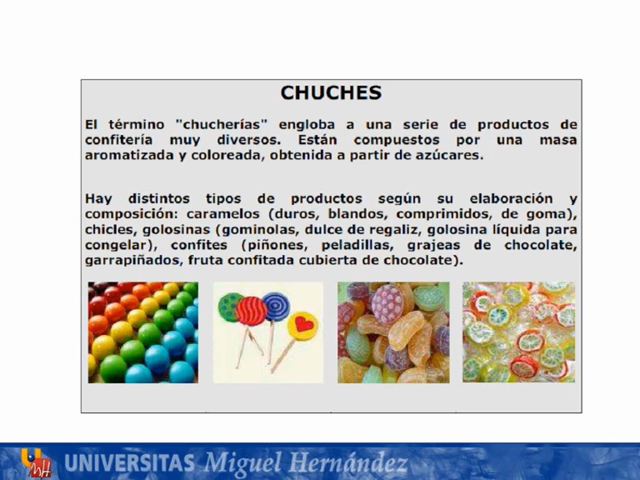 CHUCHES
El término "chucherías" engloba a una serie de productos de
confitería muy diversos. Están compuestos por una masa
aromatizada y coloreada, obtenida a partir de azúcares.
Hay distintos tipos de productos según su elaboración y
composición: caramelos (duros, blandos, comprimidos, de goma),
chicles, golosinas (gominolas, dulce de regaliz, golosina líquida para
congelar), confites (piñones, peladillas, grajeas de chocolate,
garrapiñados, fruta confitada cubierta de chocolate).
UMH UNIVERSITAS Miguel Hernández